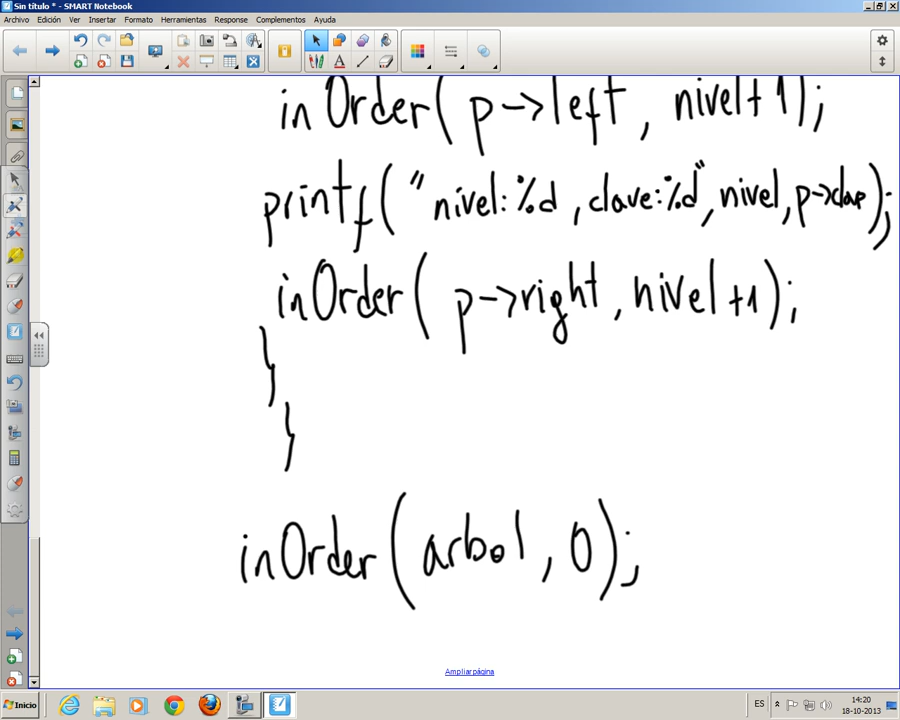 Sin título * - SMART Notebook
Archivo Edición Ver Insertar Formato Herramientas Response Complementos Ayuda
inOrder( p->left , nivel+1);
printf( " nivel:%d , clave:%d", nivel, p->clave);
inOrder( p->right , nivel+1);
}
}
inOrder(arbol , 0);
Ampliar página
Inicio
ES
14:20
18-10-2013